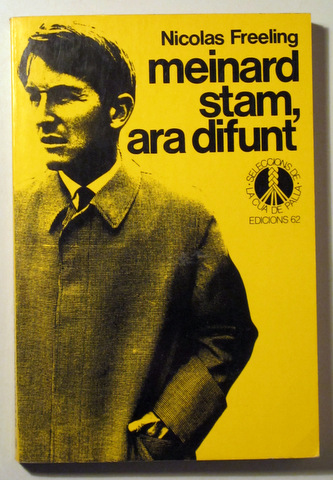 Nicolas Freeling
meinard
stam,
ara difunt
SELECCIONS DE
LA CUA DE PALLA
EDICIONS 62